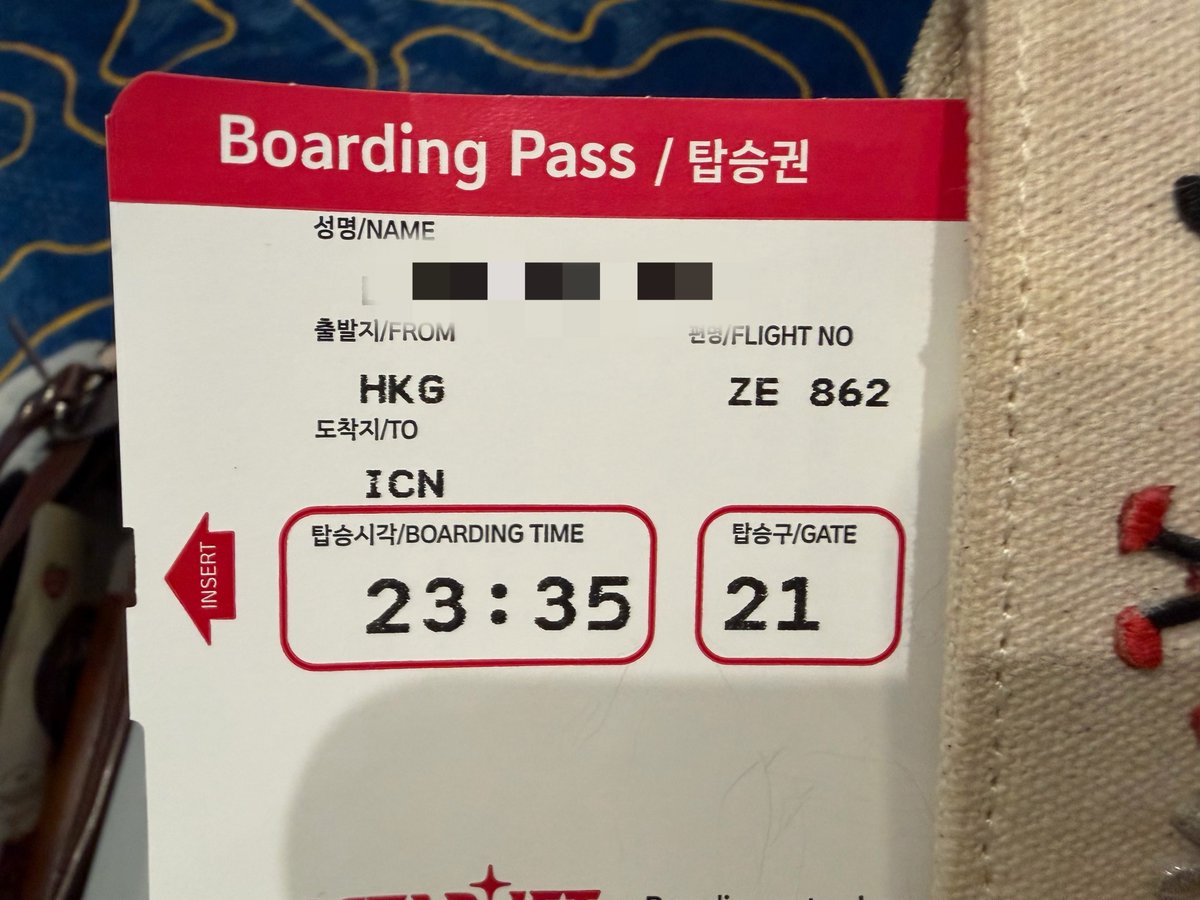 Boarding Pass / 탑승권
성명/NAME
출발지/FROM 편명/FLIGHT NO
HKG ZE 862
도착지/TO
ICN
탑승시각/BOARDING TIME 탑승구/GATE
INSERT
23:35 21